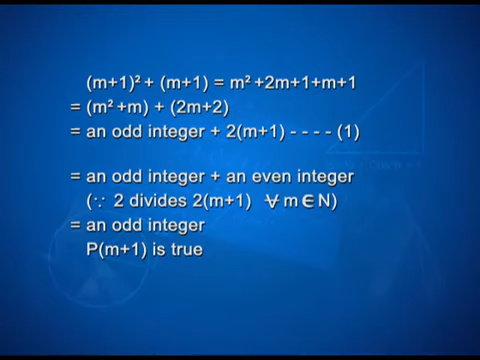 (m+1)² + (m+1) = m² +2m+1+m+1
= (m² +m) + (2m+2)
= an odd integer + 2(m+1) - - - - (1)
= an odd integer + an even integer
(∵ 2 divides 2(m+1) ∀ m ∈ N)
= an odd integer
P(m+1) is true